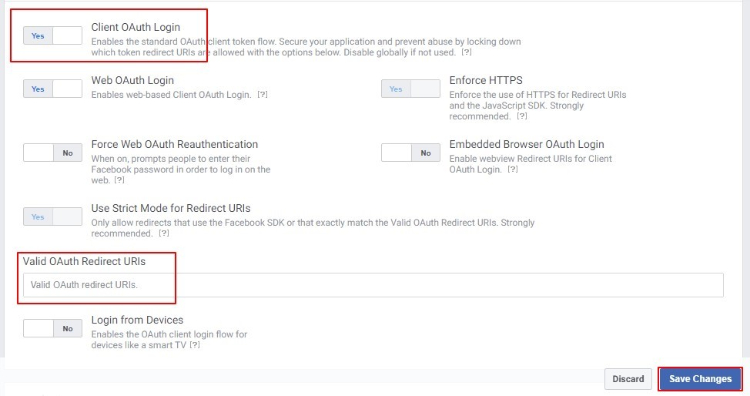 Client OAuth Login
Yes
Enables the standard OAuth client token flow. Secure your application and prevent abuse by locking down
which token redirect URIs are allowed with the options below. Disable globally if not used. [?]
Web OAuth Login
Yes
Enables web-based Client OAuth Login. [?]
Enforce HTTPS
Yes
Enforce the use of HTTPS for Redirect URIs
and the JavaScript SDK. Strongly
recommended. [?]
Force Web OAuth Reauthentication
No
When on, prompts people to enter their
Facebook password in order to log in on the
web. [?]
Embedded Browser OAuth Login
No
Enable webview Redirect URIs for Client
OAuth Login. [?]
Use Strict Mode for Redirect URIs
Yes
Only allow redirects that use the Facebook SDK or that exactly match the Valid OAuth Redirect URIs. Strongly
recommended. [?]
Valid OAuth Redirect URIs
Valid OAuth redirect URIs.
Login from Devices
No
Enables the OAuth client login flow for
devices like a smart TV [?]
Discard
Save Changes